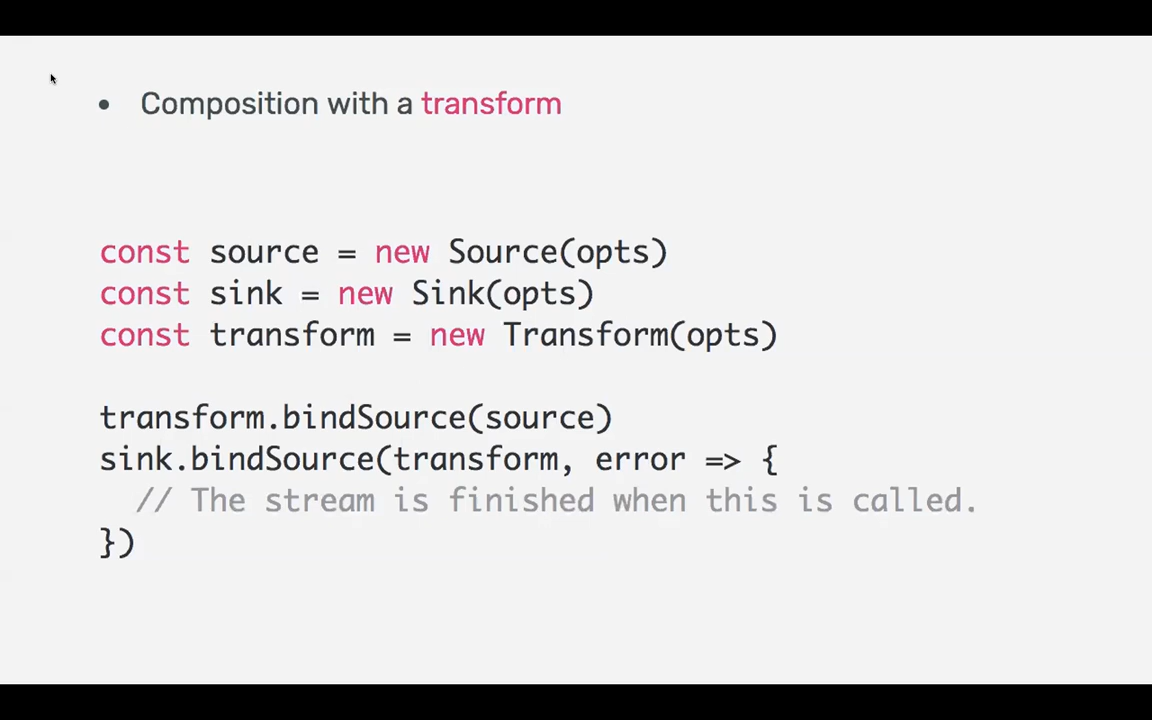 • Composition with a transform
const source = new Source(opts)
const sink = new Sink(opts)
const transform = new Transform(opts)
transform.bindSource(source)
sink.bindSource(transform, error => {
// The stream is finished when this is called.
})